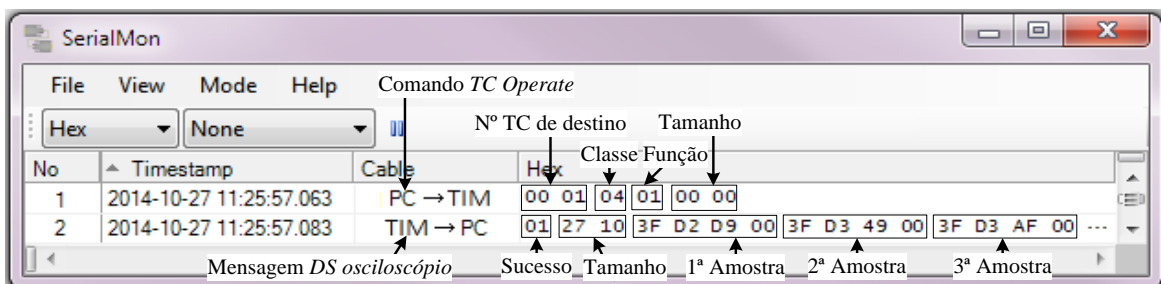 SerialMon
File View Mode Help
Comando TC Operate
Hex None
Nº TC de destino Tamanho
Classe Função
No Timestamp Cable Hex
1 2014-10-27 11:25:57.063 PC → TIM 00 01 04 01 00 00
2 2014-10-27 11:25:57.083 TIM → PC 01 27 10 3F D2 D9 00 3F D3 49 00 3F D3 AF 00 ...
Mensagem DS osciloscópio Sucesso Tamanho 1ª Amostra 2ª Amostra 3ª Amostra